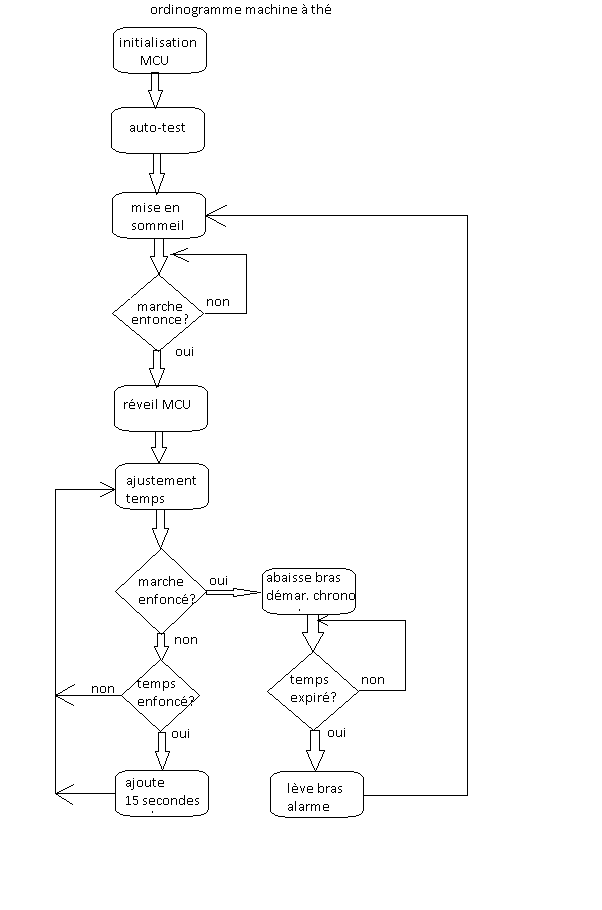 ordinogramme machine à thé
initialisation
MCU
auto-test
mise en
sommeil
marche
enfonce?
non
oui
réveil MCU
ajustement
temps
marche
enfoncé?
oui
abaisse bras
démar. chrono
non
temps
enfoncé?
non
oui
temps
expiré?
non
oui
ajoute
15 secondes
lève bras
alarme